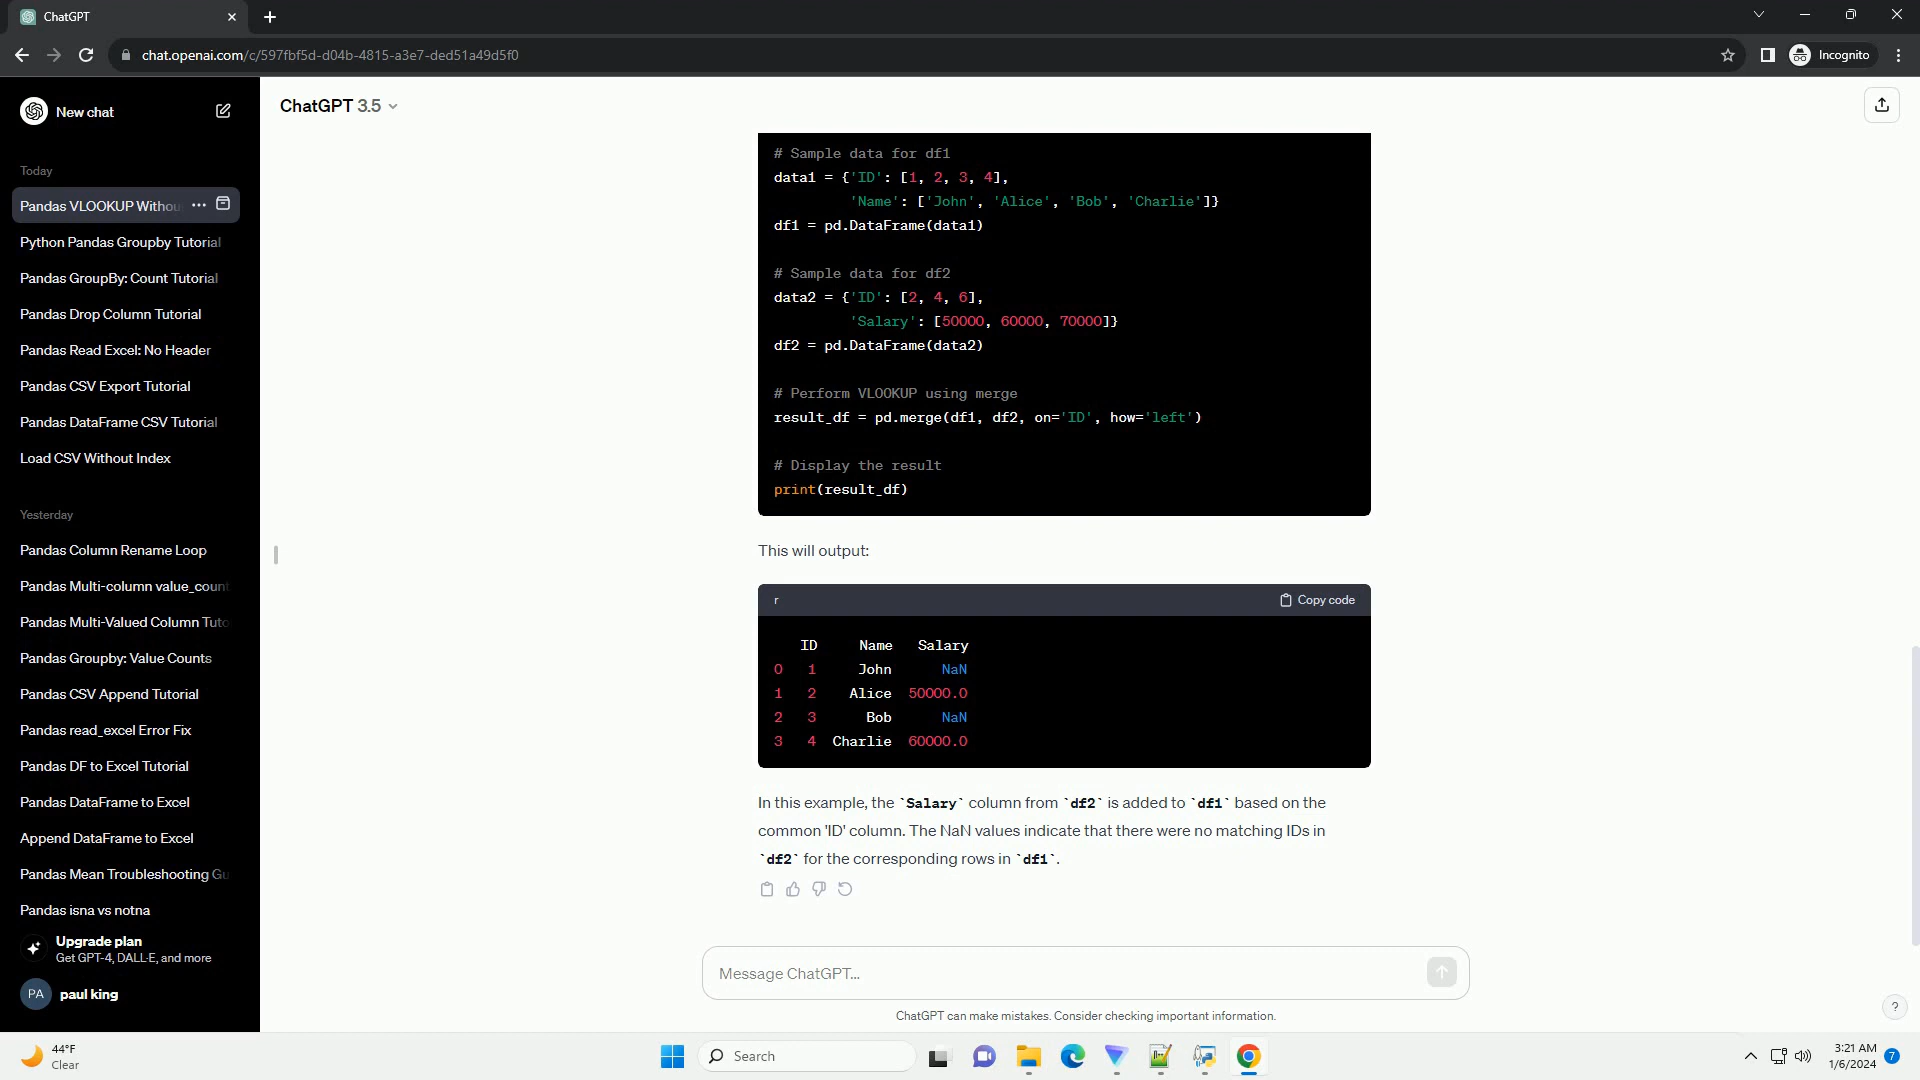 ChatGPT
chat.openai.com/c/597fbf5d-d04b-4815-a3e7-ded51a49d5f0
Incognito
New chat
ChatGPT 3.5
Today
Pandas VLOOKUP Withou
Python Pandas Groupby Tutorial
Pandas GroupBy: Count Tutorial
Pandas Drop Column Tutorial
Pandas Read Excel: No Header
Pandas CSV Export Tutorial
Pandas DataFrame CSV Tutorial
Load CSV Without Index
Yesterday
Pandas Column Rename Loop
Pandas Multi-column value_count
Pandas Multi-Valued Column Tuto
Pandas Groupby: Value Counts
Pandas CSV Append Tutorial
Pandas read_excel Error Fix
Pandas DF to Excel Tutorial
Pandas DataFrame to Excel
Append DataFrame to Excel
Pandas Mean Troubleshooting Gu
Pandas isna vs notna
Upgrade plan
Get GPT-4, DALL·E, and more
PA paul king
# Sample data for df1
data1 = {'ID': [1, 2, 3, 4],
'Name': ['John', 'Alice', 'Bob', 'Charlie']}
df1 = pd.DataFrame(data1)
# Sample data for df2
data2 = {'ID': [2, 4, 6],
'Salary': [50000, 60000, 70000]}
df2 = pd.DataFrame(data2)
# Perform VLOOKUP using merge
result_df = pd.merge(df1, df2, on='ID', how='left')
# Display the result
print(result_df)
This will output:
r Copy code
ID Name Salary
0 1 John NaN
1 2 Alice 50000.0
2 3 Bob NaN
3 4 Charlie 60000.0
In this example, the `Salary` column from `df2` is added to `df1` based on the
common 'ID' column. The NaN values indicate that there were no matching IDs in
`df2` for the corresponding rows in `df1`.
Message ChatGPT...
ChatGPT can make mistakes. Consider checking important information.
?
44°F
Clear
Search
3:21 AM
1/6/2024
7